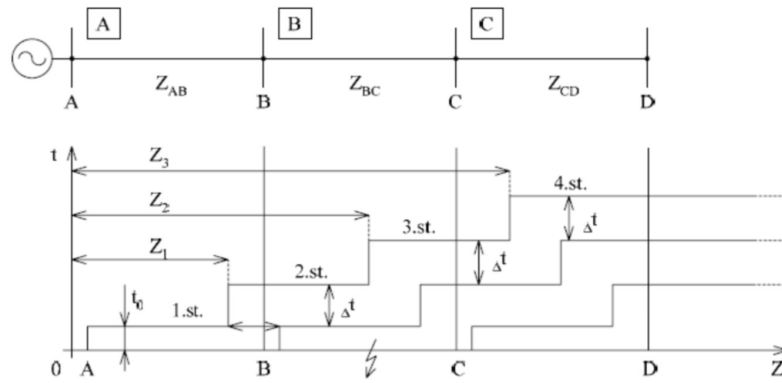 A B C
Z_AB Z_BC Z_CD
A B C D
t
Z_3
Z_2 4.st.
3.st. Δt
Z_1 Δt
2.st.
t_0 1.st. Δt
0 A B C D Z